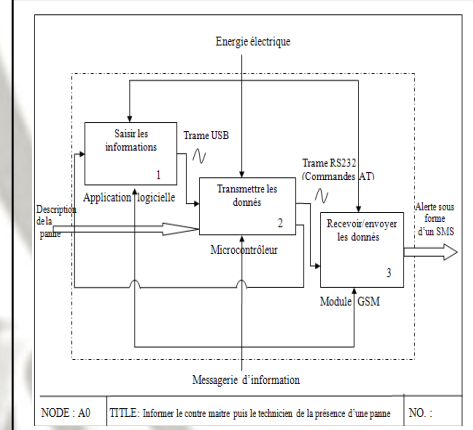 Energie électrique
Saisir les
informations
1
Trame USB
Application logicielle
Trame RS232
(Commandes AT)
Transmettre les
donnés
2
Description
de la
panne
Microcontrôleur
Recevoir/envoyer
les donnés
3
Alerte sous
forme
d'un SMS
Module GSM
Messagerie d'information
NODE : A0
TITLE: Informer le contre maitre puis le technicien de la présence d'une panne
NO. :